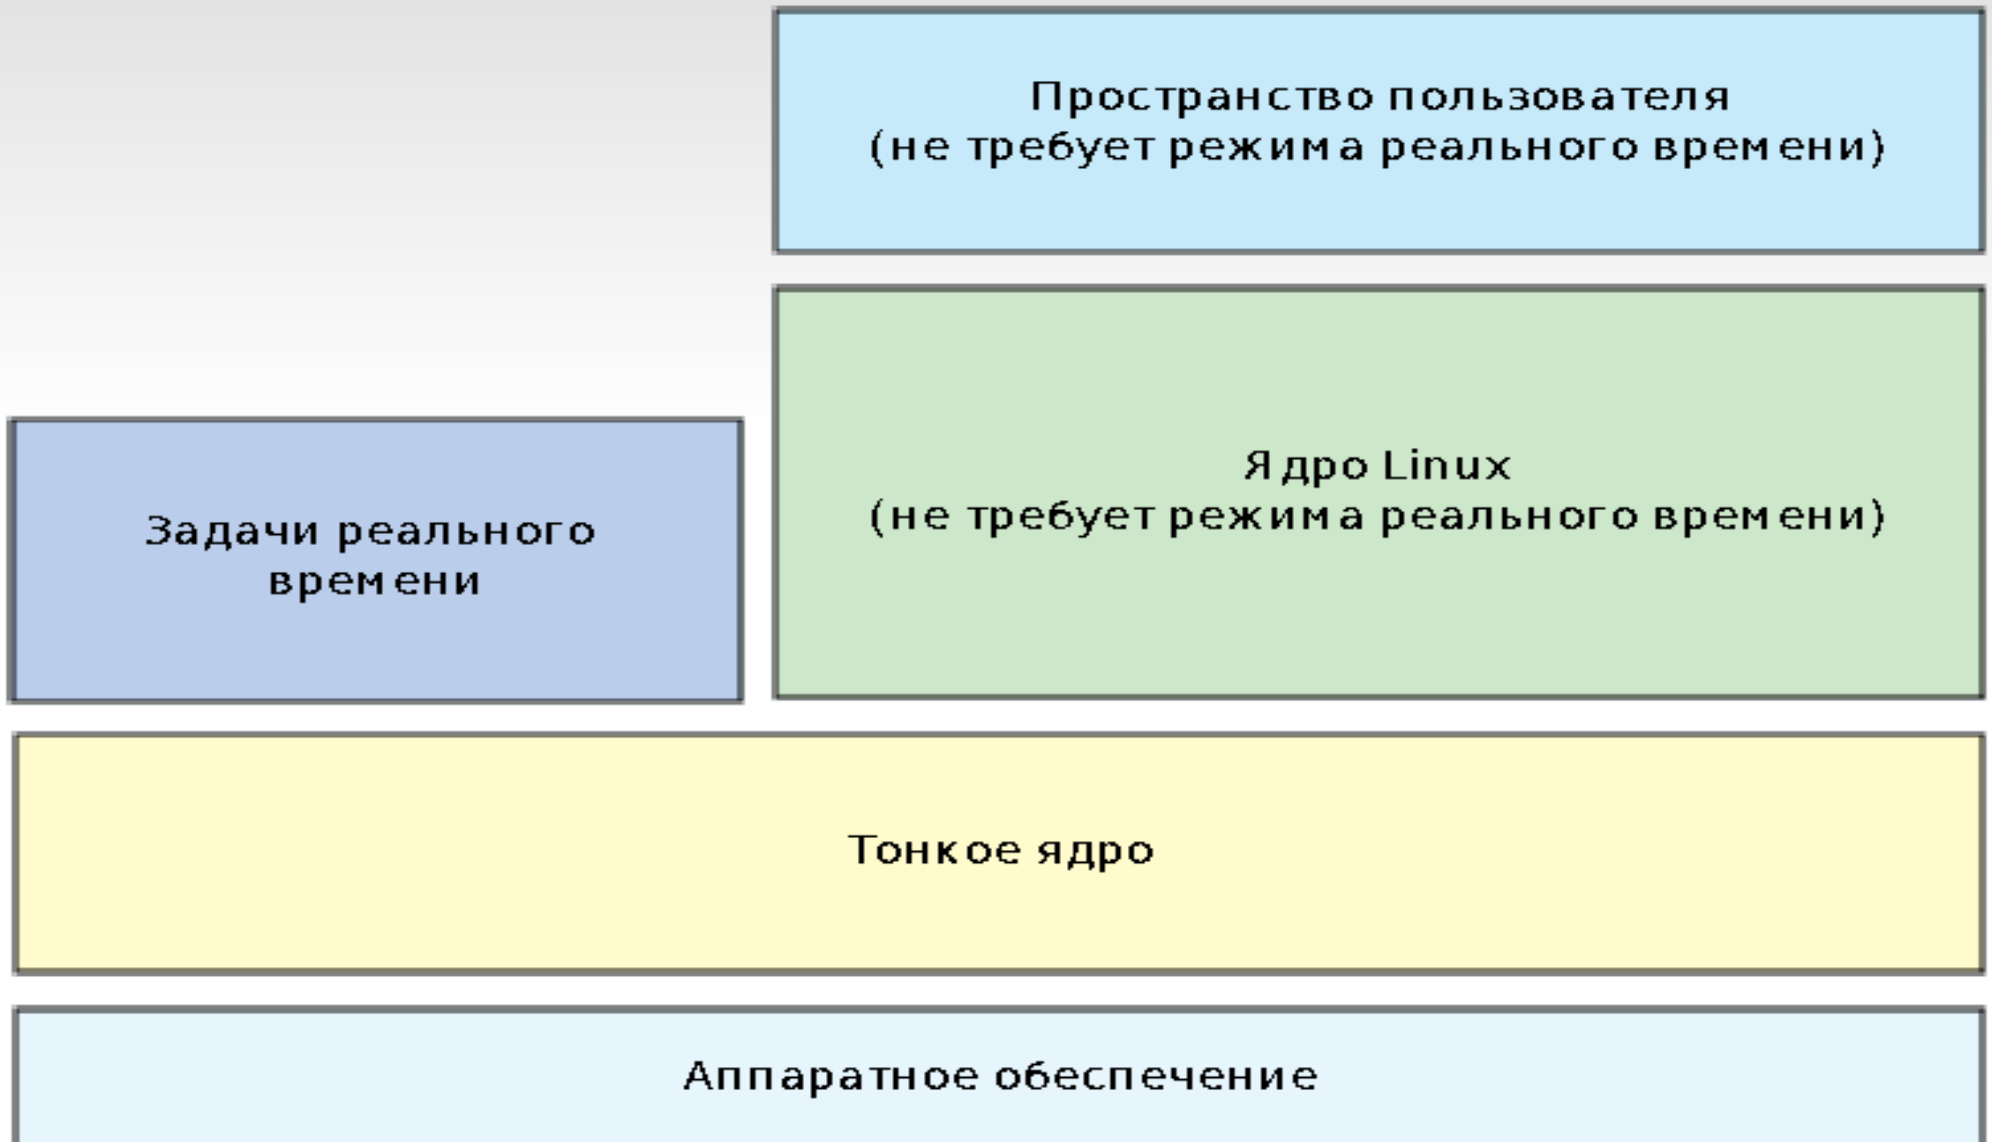 Пространство пользователя
(не требует режима реального времени)
Ядро Linux
(не требует режима реального времени)
Задачи реального
времени
Тонкое ядро
Аппаратное обеспечение